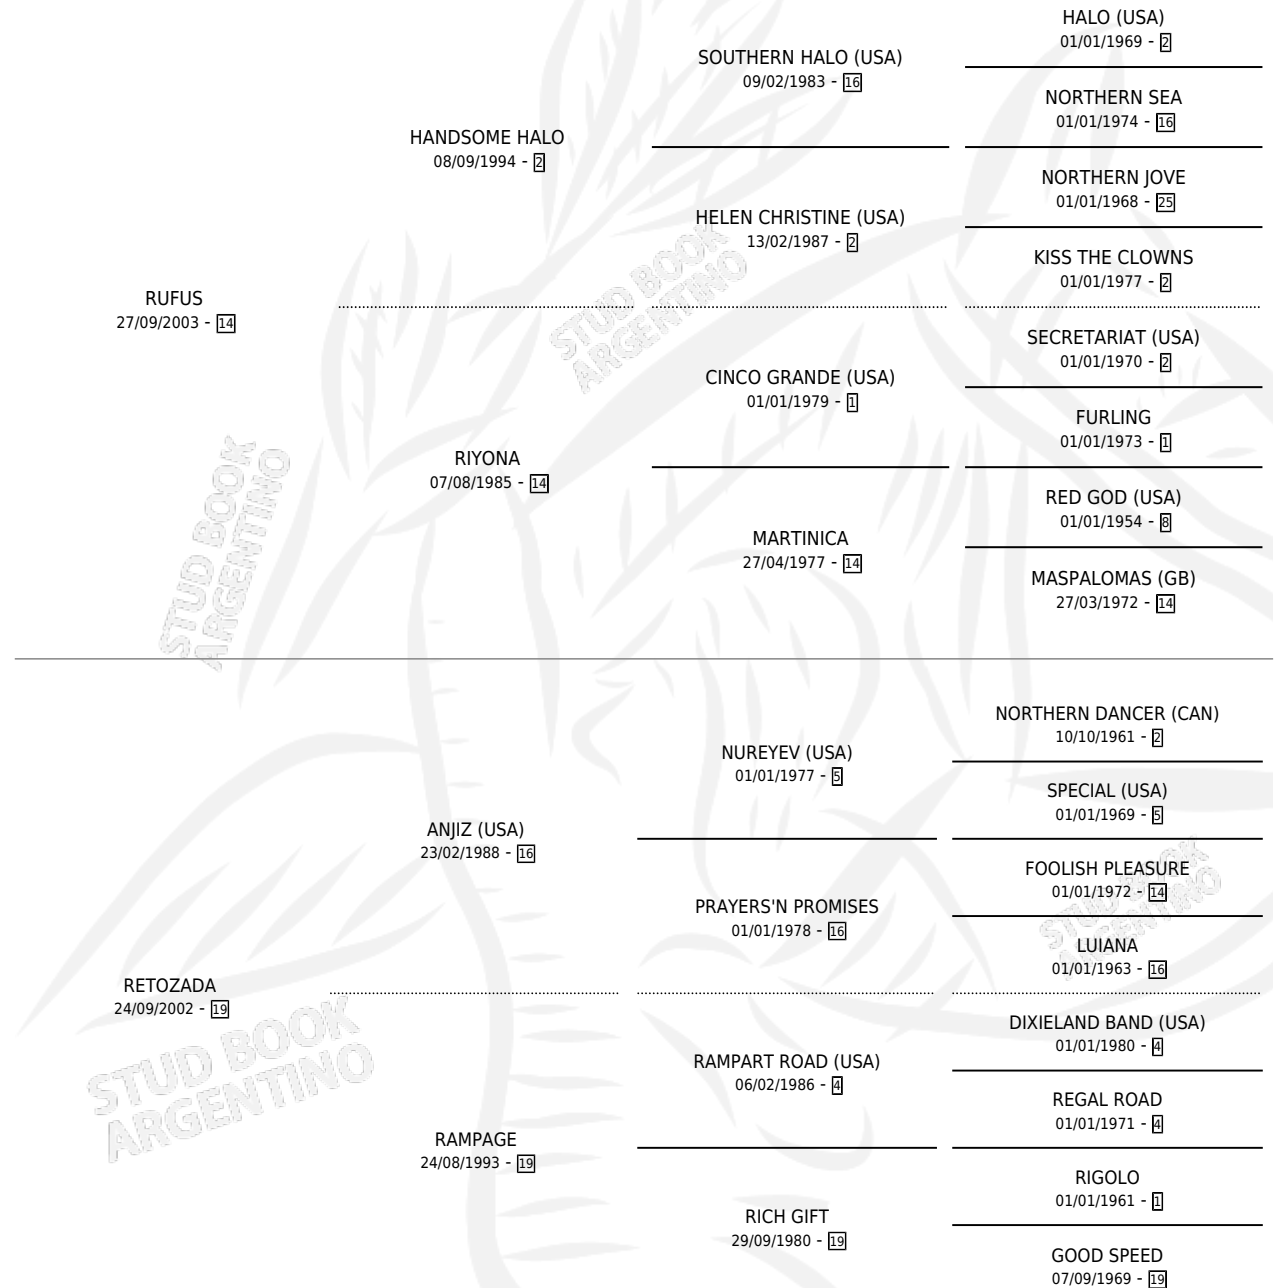 HALO (USA)
01/01/1969 - 2
SOUTHERN HALO (USA)
09/02/1983 - 16
NORTHERN SEA
01/01/1974 - 16
HANDSOME HALO
08/09/1994 - 2
NORTHERN JOVE
01/01/1968 - 25
HELEN CHRISTINE (USA)
13/02/1987 - 2
KISS THE CLOWNS
01/01/1977 - 2
RUFUS
27/09/2003 - 14
SECRETARIAT (USA)
01/01/1970 - 2
CINCO GRANDE (USA)
01/01/1979 - 1
FURLING
01/01/1973 - 1
RIYONA
07/08/1985 - 14
RED GOD (USA)
01/01/1954 - 8
MARTINICA
27/04/1977 - 14
MASPALOMAS (GB)
27/03/1972 - 14
STUD BOOK
ARGENTINO
STUD BOOK
ARGENTINO
NORTHERN DANCER (CAN)
10/10/1961 - 2
NUREYEV (USA)
01/01/1977 - 5
SPECIAL (USA)
01/01/1969 - 5
ANJIZ (USA)
23/02/1988 - 16
FOOLISH PLEASURE
01/01/1972 - 14
PRAYERS'N PROMISES
01/01/1978 - 16
LUIANA
01/01/1963 - 16
RETOZADA
24/09/2002 - 19
DIXIELAND BAND (USA)
01/01/1980 - 4
RAMPART ROAD (USA)
06/02/1986 - 4
REGAL ROAD
01/01/1971 - 4
RAMPAGE
24/08/1993 - 19
RIGOLO
01/01/1961 - 1
RICH GIFT
29/09/1980 - 19
GOOD SPEED
07/09/1969 - 19
STUD BOOK
ARGENTINO
STUD BOOK
ARGENTINO